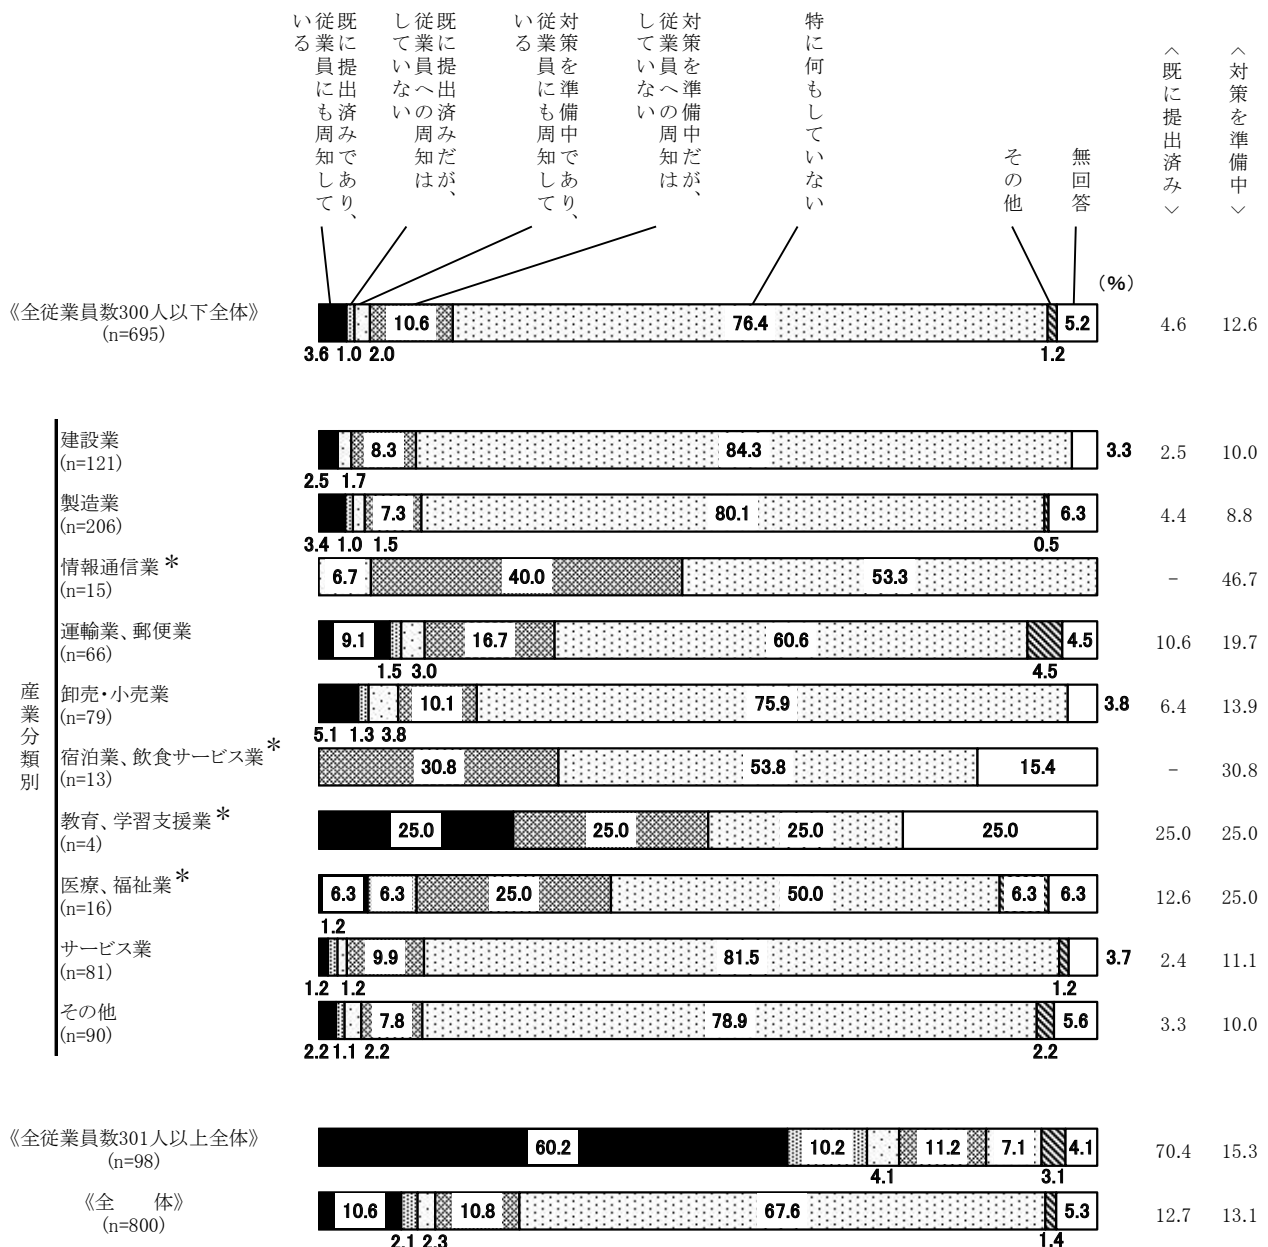 既に提出済みであり、
従業員にも周知して
いる
既に提出済みだが、
従業員への周知は
していない
対策を準備中であり、
従業員にも周知して
いる
対策を準備中だが、
従業員への周知は
していない
特に何もしていない
その他
無回答
〈既に提出済み〉
〈対策を準備中〉
(%)
《全従業員数300人以下全体》
(n=695)
10.6 76.4 5.2 4.6 12.6
3.6 1.0 2.0 1.2
産業分類別
建設業
(n=121)
8.3 84.3 3.3 2.5 10.0
2.5 1.7
製造業
(n=206)
7.3 80.1 6.3 4.4 8.8
3.4 1.0 1.5 0.5
情報通信業*
(n=15)
6.7 40.0 53.3 － 46.7
運輸業、郵便業
(n=66)
9.1 16.7 60.6 4.5 10.6 19.7
1.5 3.0 4.5
卸売・小売業
(n=79)
10.1 75.9 3.8 6.4 13.9
5.1 1.3 3.8
宿泊業、飲食サービス業*
(n=13)
30.8 53.8 15.4 － 30.8
教育、学習支援業*
(n=4)
25.0 25.0 25.0 25.0 25.0 25.0
医療、福祉業*
(n=16)
6.3 6.3 25.0 50.0 6.3 6.3 12.6 25.0
1.2
サービス業
(n=81)
9.9 81.5 3.7 2.4 11.1
1.2 1.2 1.2
その他
(n=90)
7.8 78.9 5.6 3.3 10.0
2.2 1.1 2.2 2.2
《全従業員数301人以上全体》
(n=98)
60.2 10.2 11.2 7.1 4.1 70.4 15.3
4.1 3.1
《全　　体》
(n=800)
10.6 10.8 67.6 5.3 12.7 13.1
2.1 2.3 1.4